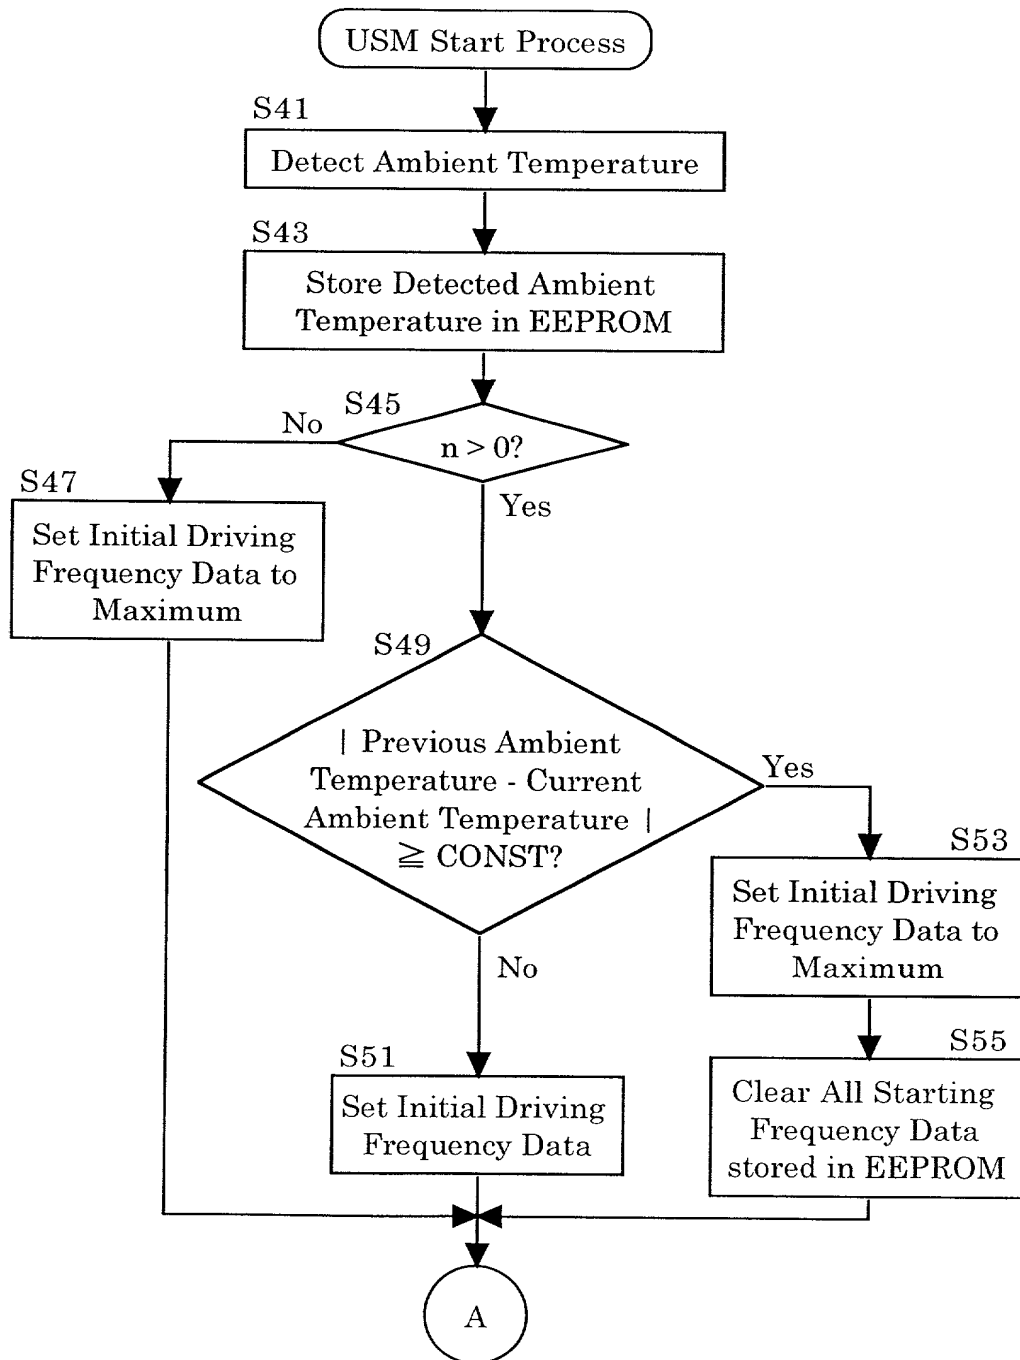 USM Start Process
S41
Detect Ambient Temperature
S43
Store Detected Ambient
Temperature in EEPROM
S45
No
n > 0?
Yes
S47
Set Initial Driving
Frequency Data to
Maximum
S49
| Previous Ambient
Temperature - Current
Ambient Temperature |
≧ CONST?
Yes
S53
Set Initial Driving
Frequency Data to
Maximum
No
S55
Clear All Starting
Frequency Data
stored in EEPROM
S51
Set Initial Driving
Frequency Data
A